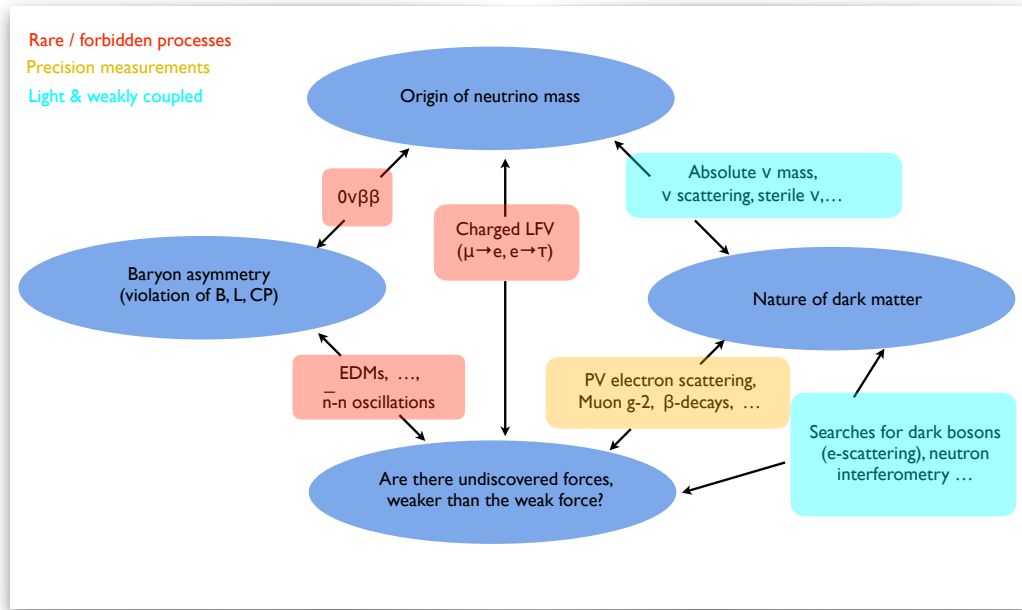 Rare / forbidden processes
Precision measurements
Light & weakly coupled
Origin of neutrino mass
0νββ
Absolute ν mass,
ν scattering, sterile ν,...
Charged LFV
(μ→e, e→τ)
Baryon asymmetry
(violation of B, L, CP)
Nature of dark matter
EDMs, ...,
n̅-n oscillations
PV electron scattering,
Muon g-2, β-decays, ...
Searches for dark bosons
(e-scattering), neutron
interferometry ...
Are there undiscovered forces,
weaker than the weak force?